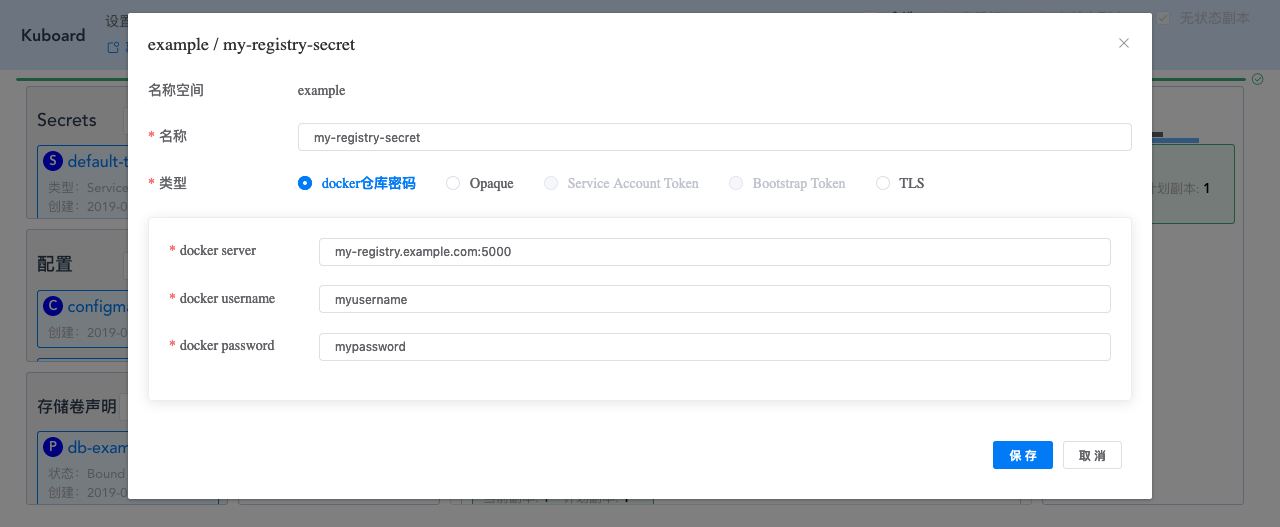 Kuboard
设置
无状态副本
Secrets
S default-t
类型：Service
创建：2019-0
配置
C configma
创建：2019-0
存储卷声明
P db-exam
状态：Bound
创建：2019-0
计划副本: 1
example / my-registry-secret
名称空间 example
* 名称 my-registry-secret
* 类型 docker仓库密码 Opaque Service Account Token Bootstrap Token TLS
* docker server my-registry.example.com:5000
* docker username myusername
* docker password mypassword
保 存 取 消